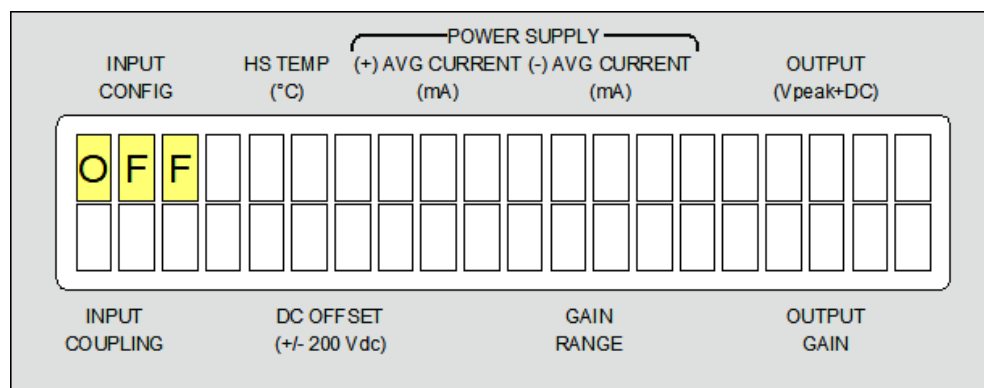 POWER SUPPLY
INPUT CONFIG
HS TEMP (°C)
(+) AVG CURRENT (mA)
(-) AVG CURRENT (mA)
OUTPUT (Vpeak+DC)
OFF
INPUT COUPLING
DC OFFSET (+/- 200 Vdc)
GAIN RANGE
OUTPUT GAIN